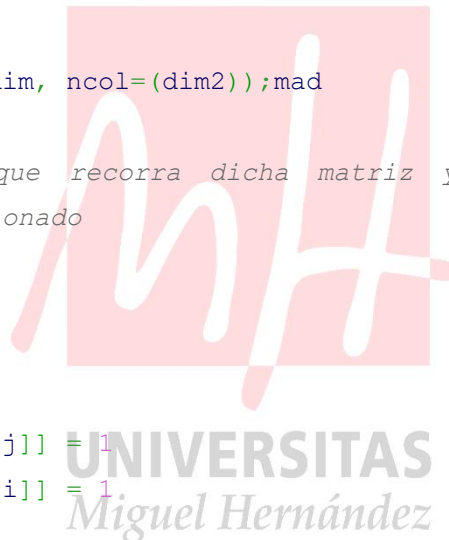 im, ncol=(dim2));mad
que recorra dicha matriz y
onado
j]] = 1
i]] = 1
UNIVERSITAS
Miguel Hernández